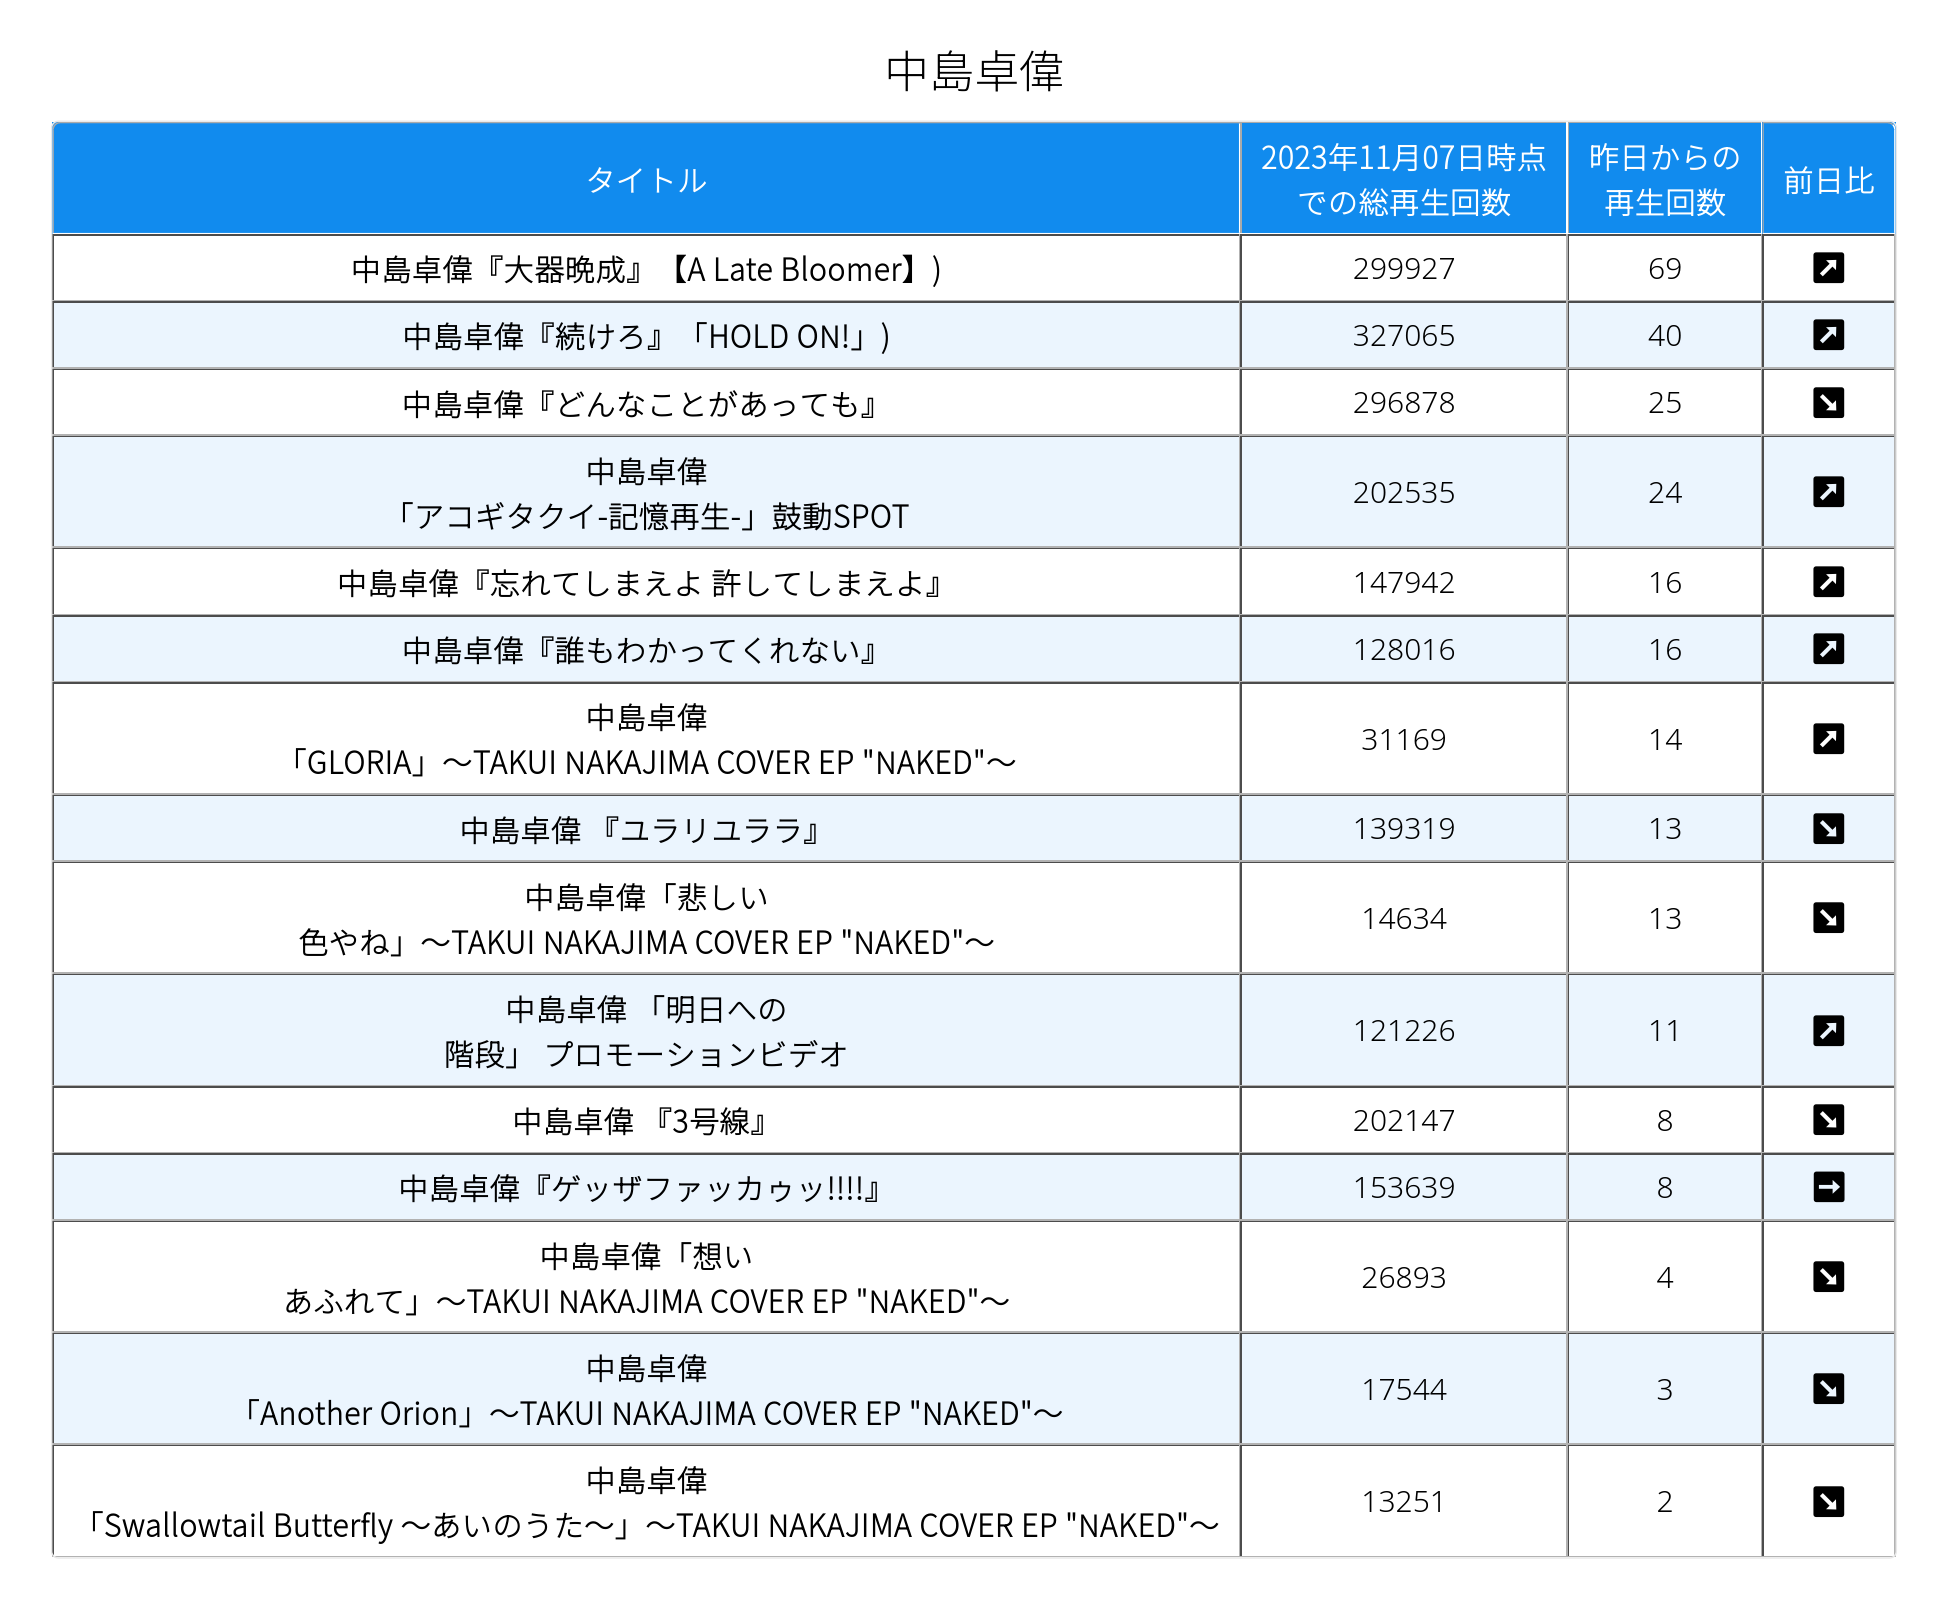 中島卓偉
タイトル
2023年11月07日時点
での総再生回数
昨日からの
再生回数
前日比
中島卓偉『大器晩成』【A Late Bloomer】)
299927
69
中島卓偉『続けろ』「HOLD ON!」)
327065
40
中島卓偉『どんなことがあっても』
296878
25
中島卓偉
「アコギタクイ-記憶再生-」鼓動SPOT
202535
24
中島卓偉『忘れてしまえよ 許してしまえよ』
147942
16
中島卓偉『誰もわかってくれない』
128016
16
中島卓偉
「GLORIA」～TAKUI NAKAJIMA COVER EP "NAKED"～
31169
14
中島卓偉 『ユラリユララ』
139319
13
中島卓偉「悲しい
色やね」～TAKUI NAKAJIMA COVER EP "NAKED"～
14634
13
中島卓偉 「明日への
階段」 プロモーションビデオ
121226
11
中島卓偉 『3号線』
202147
8
中島卓偉『ゲッザファッカゥッ!!!!』
153639
8
中島卓偉「想い
あふれて」～TAKUI NAKAJIMA COVER EP "NAKED"～
26893
4
中島卓偉
「Another Orion」～TAKUI NAKAJIMA COVER EP "NAKED"～
17544
3
中島卓偉
「Swallowtail Butterfly ～あいのうた～」～TAKUI NAKAJIMA COVER EP "NAKED"～
13251
2